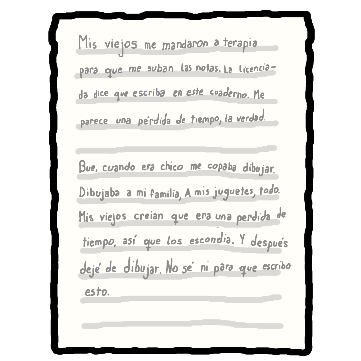 Mis viejos me mandaron a terapia
para que me suban las notas. La licencia-
da dice que escriba en este cuaderno. Me
parece una pérdida de tiempo, la verdad.
Bue, cuando era chico me copaba dibujar.
Dibujaba a mi familia, A mis juguetes, todo.
Mis viejos creían que era una perdida de
tiempo, así que los escondía. Y después
dejé de dibujar. No sé ni para que escribo
esto.